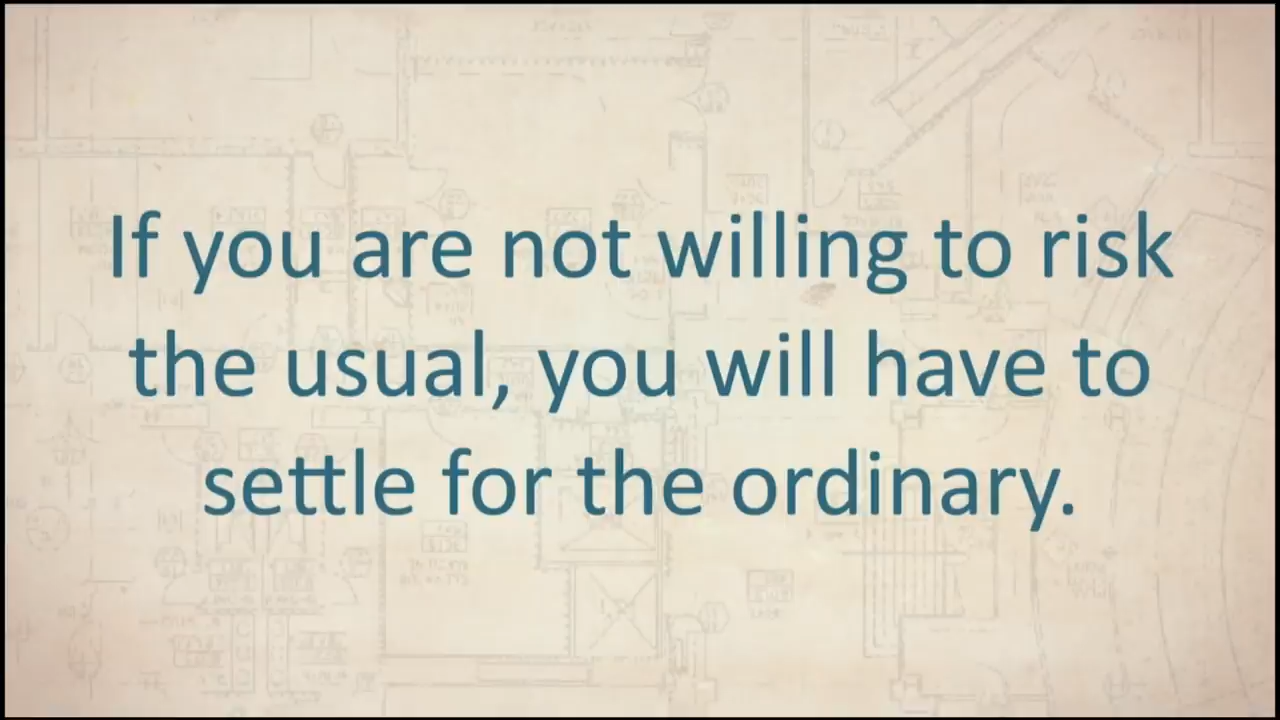 If you are not willing to risk
the usual, you will have to
settle for the ordinary.